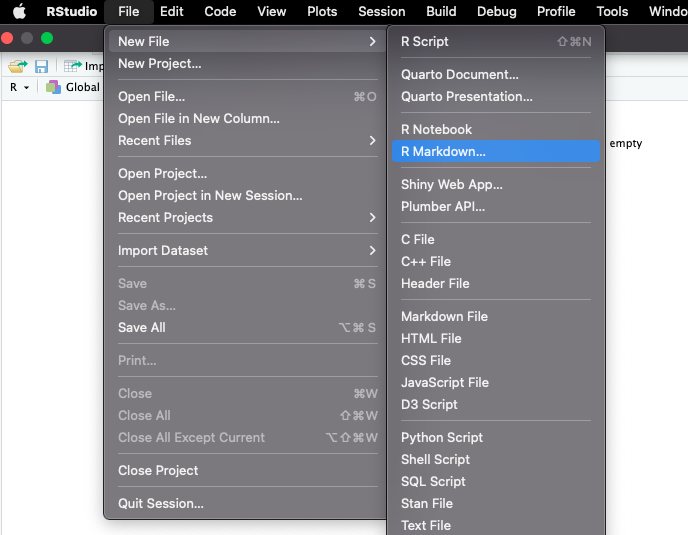 RStudio File Edit Code View Plots Session Build Debug Profile Tools Windo
New File
New Project...
Open File... ⌘O
Open File in New Column...
Recent Files
Open Project...
Open Project in New Session...
Recent Projects
Import Dataset
Save ⌘S
Save As...
Save All ⌥⌘S
Print...
Close ⌘W
Close All ⇧⌘W
Close All Except Current ⌥⇧⌘W
Close Project
Quit Session...
R Script ⇧⌘N
Quarto Document...
Quarto Presentation...
R Notebook
R Markdown...
Shiny Web App...
Plumber API...
C File
C++ File
Header File
Markdown File
HTML File
CSS File
JavaScript File
D3 Script
Python Script
Shell Script
SQL Script
Stan File
Text File
Imp
R Global
empty